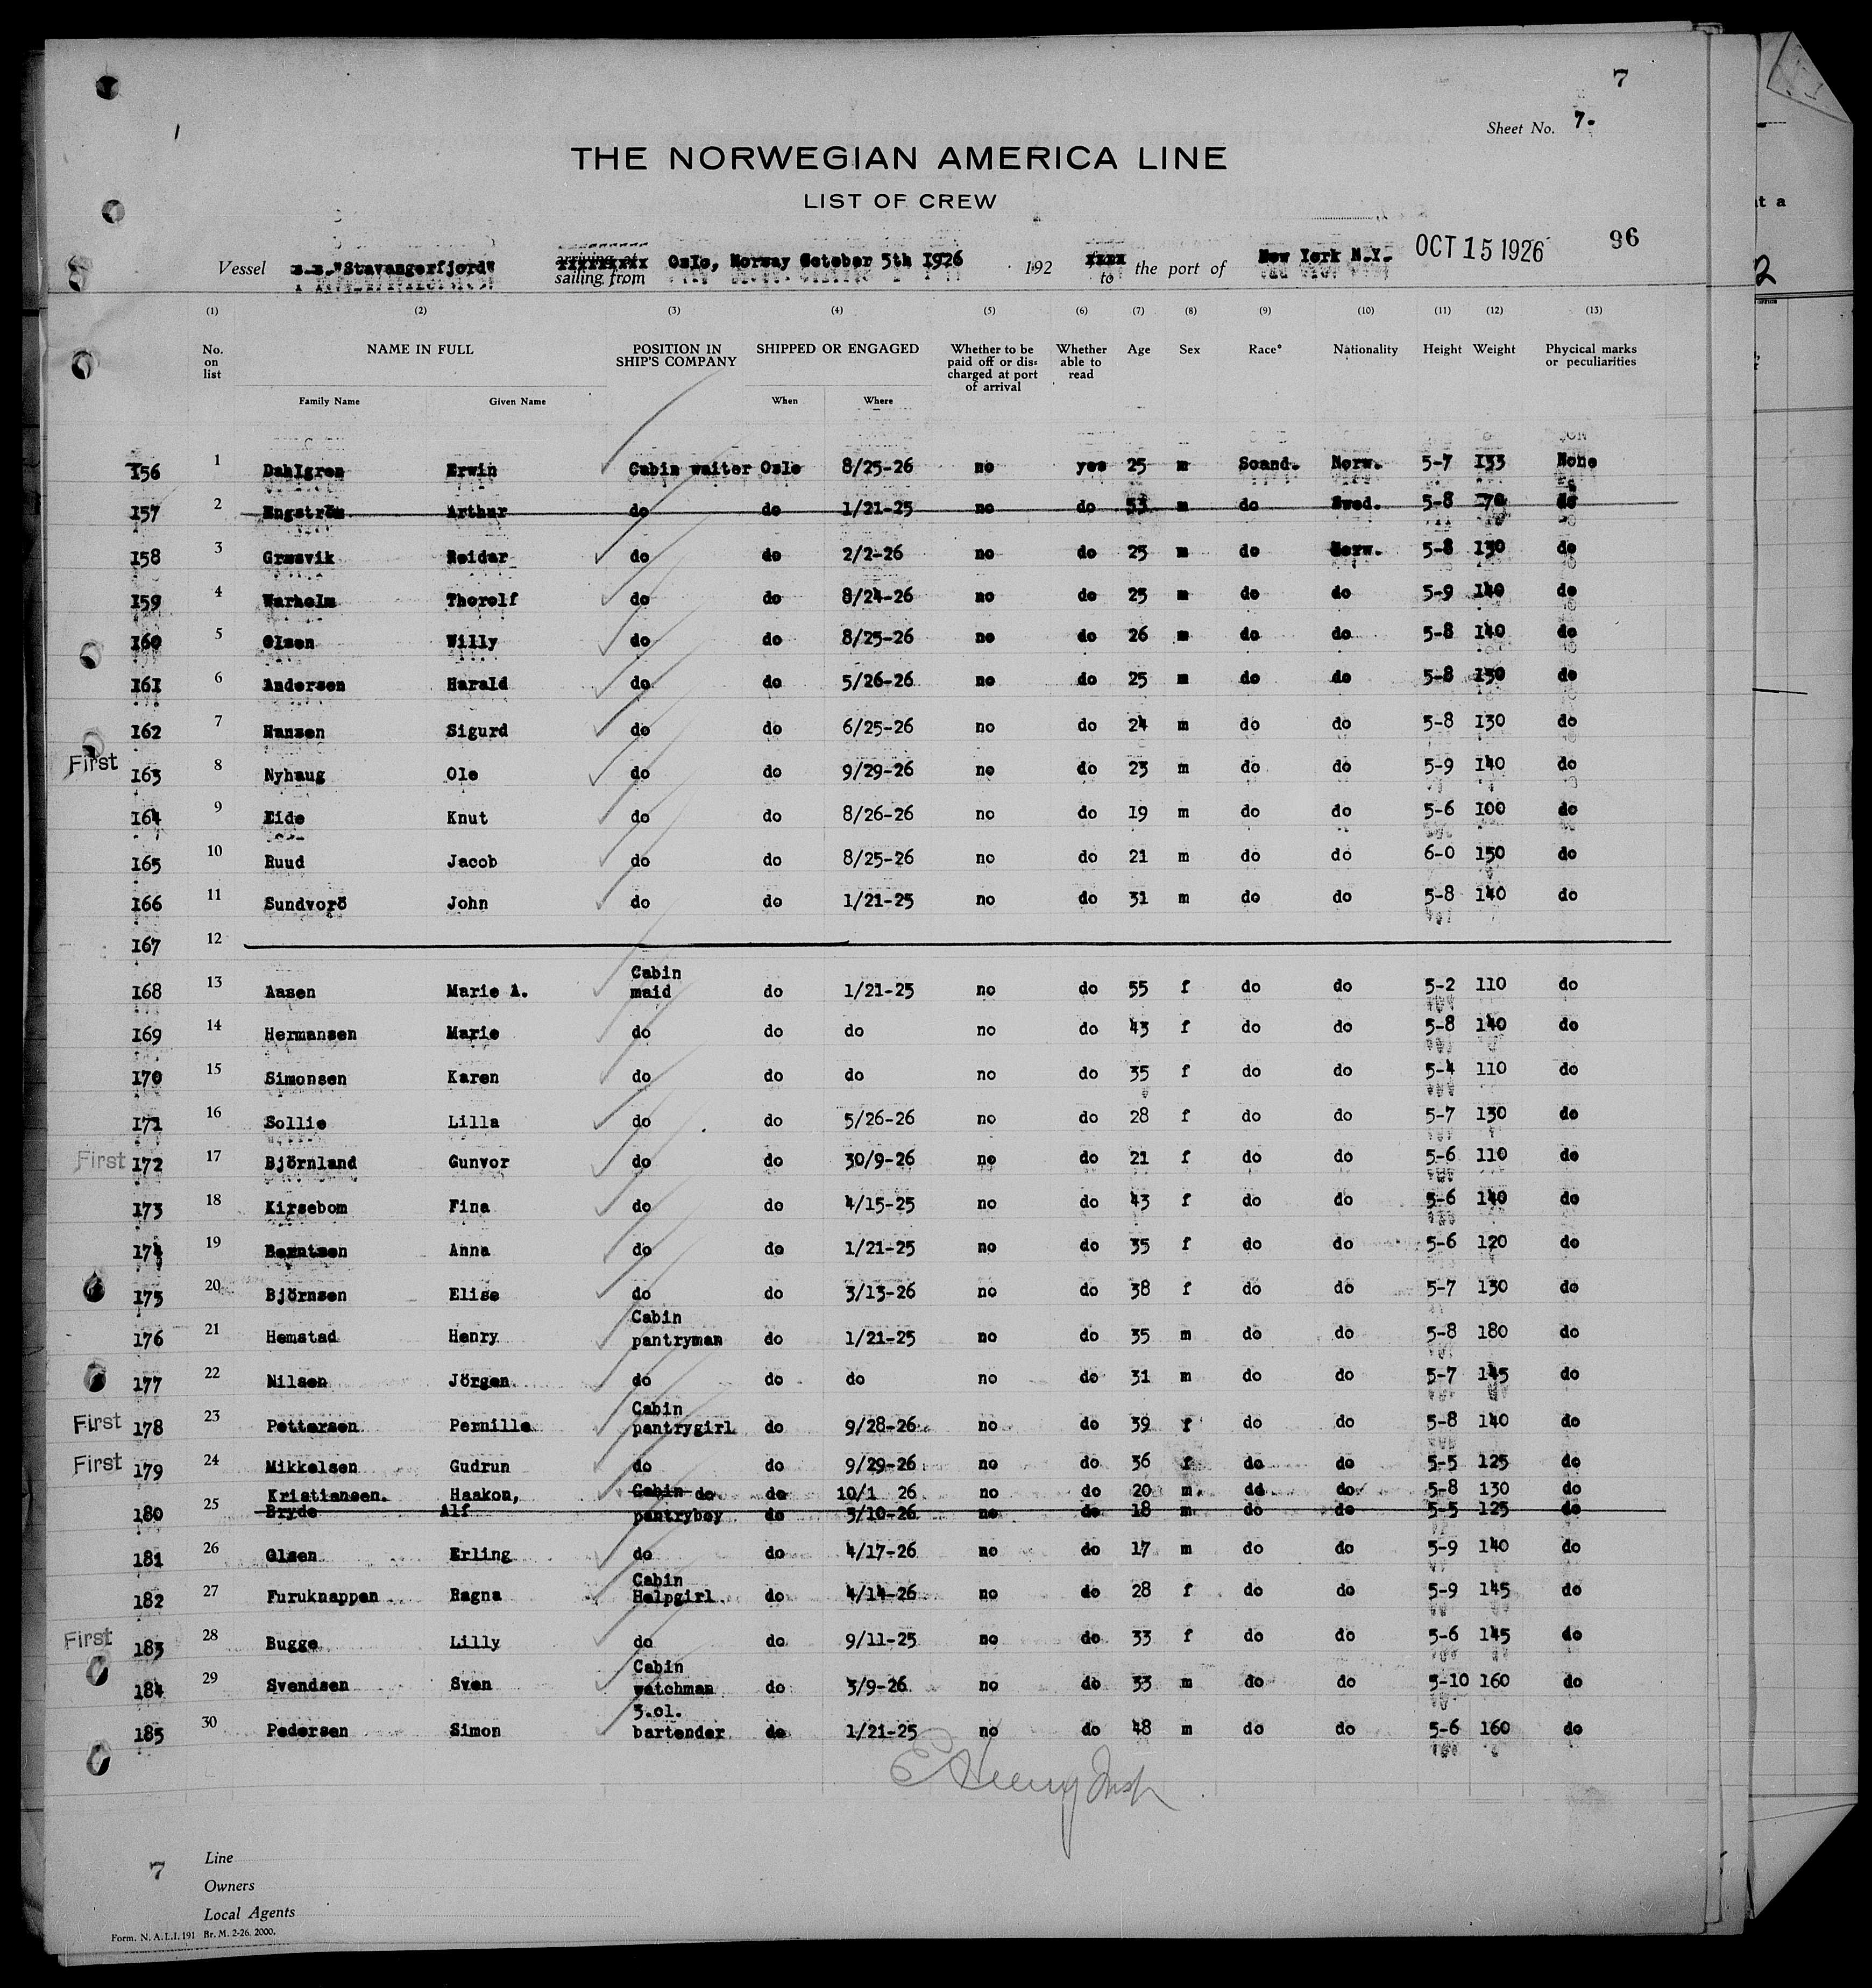 7
Sheet No. 7.
THE NORWEGIAN AMERICA LINE
LIST OF CREW
96
Vessel s.s."Stavangerfjord" arriving at sailing from Oslo, Norway October 5th 1926 192 to the port of New York N.Y. OCT 15 1926
(1) (2) (3) (4) (5) (6) (7) (8) (9) (10) (11) (12) (13)
No. on list NAME IN FULL POSITION IN SHIP'S COMPANY SHIPPED OR ENGAGED Whether to be paid off or dis-charged at port of arrival Whether able to read Age Sex Race* Nationality Height Weight Phycical marks or peculiarities
Family Name Given Name When Where
156 1 Dahlgren Erwin Cabin waiter Oslo 8/25-26 no yes 25 m Scand. Norw. 5-7 133 None
157 2 Engström Arthur do do 1/21-25 no do 53 m do Swed. 5-8 170 do
158 3 Græsvik Reidar do do 2/2-26 no do 25 m do Norw. 5-8 130 do
159 4 Warholm Thorolf do do 8/24-26 no do 25 m do do 5-9 140 do
160 5 Olsen Willy do do 8/25-26 no do 26 m do do 5-8 140 do
161 6 Andersen Harald do do 5/26-26 no do 25 m do do 5-8 130 do
162 7 Hansen Sigurd do do 6/25-26 no do 24 m do do 5-8 130 do
First 163 8 Nyhaug Ole do do 9/29-26 no do 23 m do do 5-9 140 do
164 9 Eide Knut do do 8/26-26 no do 19 m do do 5-6 100 do
165 10 Ruud Jacob do do 8/25-26 no do 21 m do do 6-0 150 do
166 11 Sundvorö John do do 1/21-25 no do 31 m do do 5-8 140 do
167 12
168 13 Aasen Marie A. Cabin maid do 1/21-25 no do 55 f do do 5-2 110 do
169 14 Hermansen Marie do do do no do 43 f do do 5-8 140 do
170 15 Simonsen Karen do do do no do 35 f do do 5-4 110 do
171 16 Sollie Lilla do do 5/26-26 no do 28 f do do 5-7 130 do
First 172 17 Björnland Gunvor do do 30/9-26 no do 21 f do do 5-6 110 do
173 18 Kirsebom Fina do do 4/15-25 no do 43 f do do 5-6 140 do
174 19 Berntsen Anna do do 1/21-25 no do 35 f do do 5-6 120 do
175 20 Björnsen Elise do do 3/13-26 no do 38 f do do 5-7 130 do
176 21 Hemstad Henry Cabin pantryman do 1/21-25 no do 35 m do do 5-8 180 do
177 22 Nilsen Jörgen do do do no do 31 m do do 5-7 145 do
First 178 23 Pettersen Pernille Cabin pantrygirl do 9/28-26 no do 39 f do do 5-8 140 do
First 179 24 Mikkelsen Gudrun do do 9/29-26 no do 36 f do do 5-5 125 do
Kristiansen. Haakon, Cabin do do 10/1 26 no do 20 m. do do 5-8 130 do
180 25 Bryde Alf pantryboy do 3/10-26 no do 18 m do do 5-5 125 do
181 26 Olsen Erling do do 4/17-26 no do 17 m do do 5-9 140 do
182 27 Furuknappen Ragna Cabin Helpgirl do 4/14-26 no do 28 f do do 5-9 145 do
First 183 28 Bugge Lilly do do 9/11-25 no do 33 f do do 5-6 145 do
184 29 Svendsen Sven Cabin watchman do 3/9-26 no do 33 m do do 5-10 160 do
185 30 Pedersen Simon 3.cl. bartender do 1/21-25 no do 48 m do do 5-6 160 do
7
Line
Owners
Local Agents
Form. N. A.L.I.191 Br. M. 2-26. 2000.